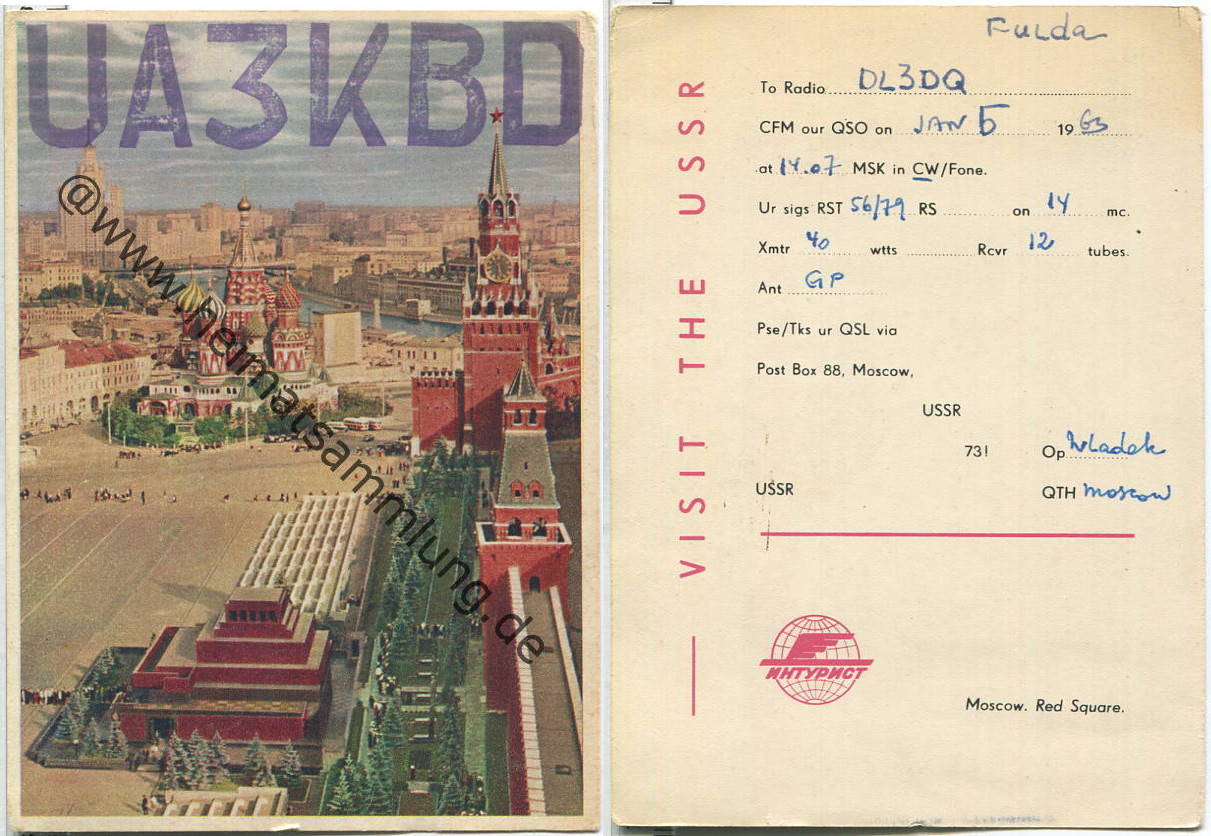 UA3KBD
@www.heimatsammlung.de
VISIT THE USSR
Fulda
To Radio DL3DQ
CFM our QSO on JAN 5 1963
at 14.07 MSK in CW/Fone.
Ur sigs RST 56/79 RS on 14 mc.
Xmtr 40 wtts Rcvr 12 tubes.
Ant GP
Pse/Tks ur QSL via
Post Box 88, Moscow,
USSR
73! Op Wladek
USSR QTH Moscow
ИНТУРИСТ
Moscow. Red Square.